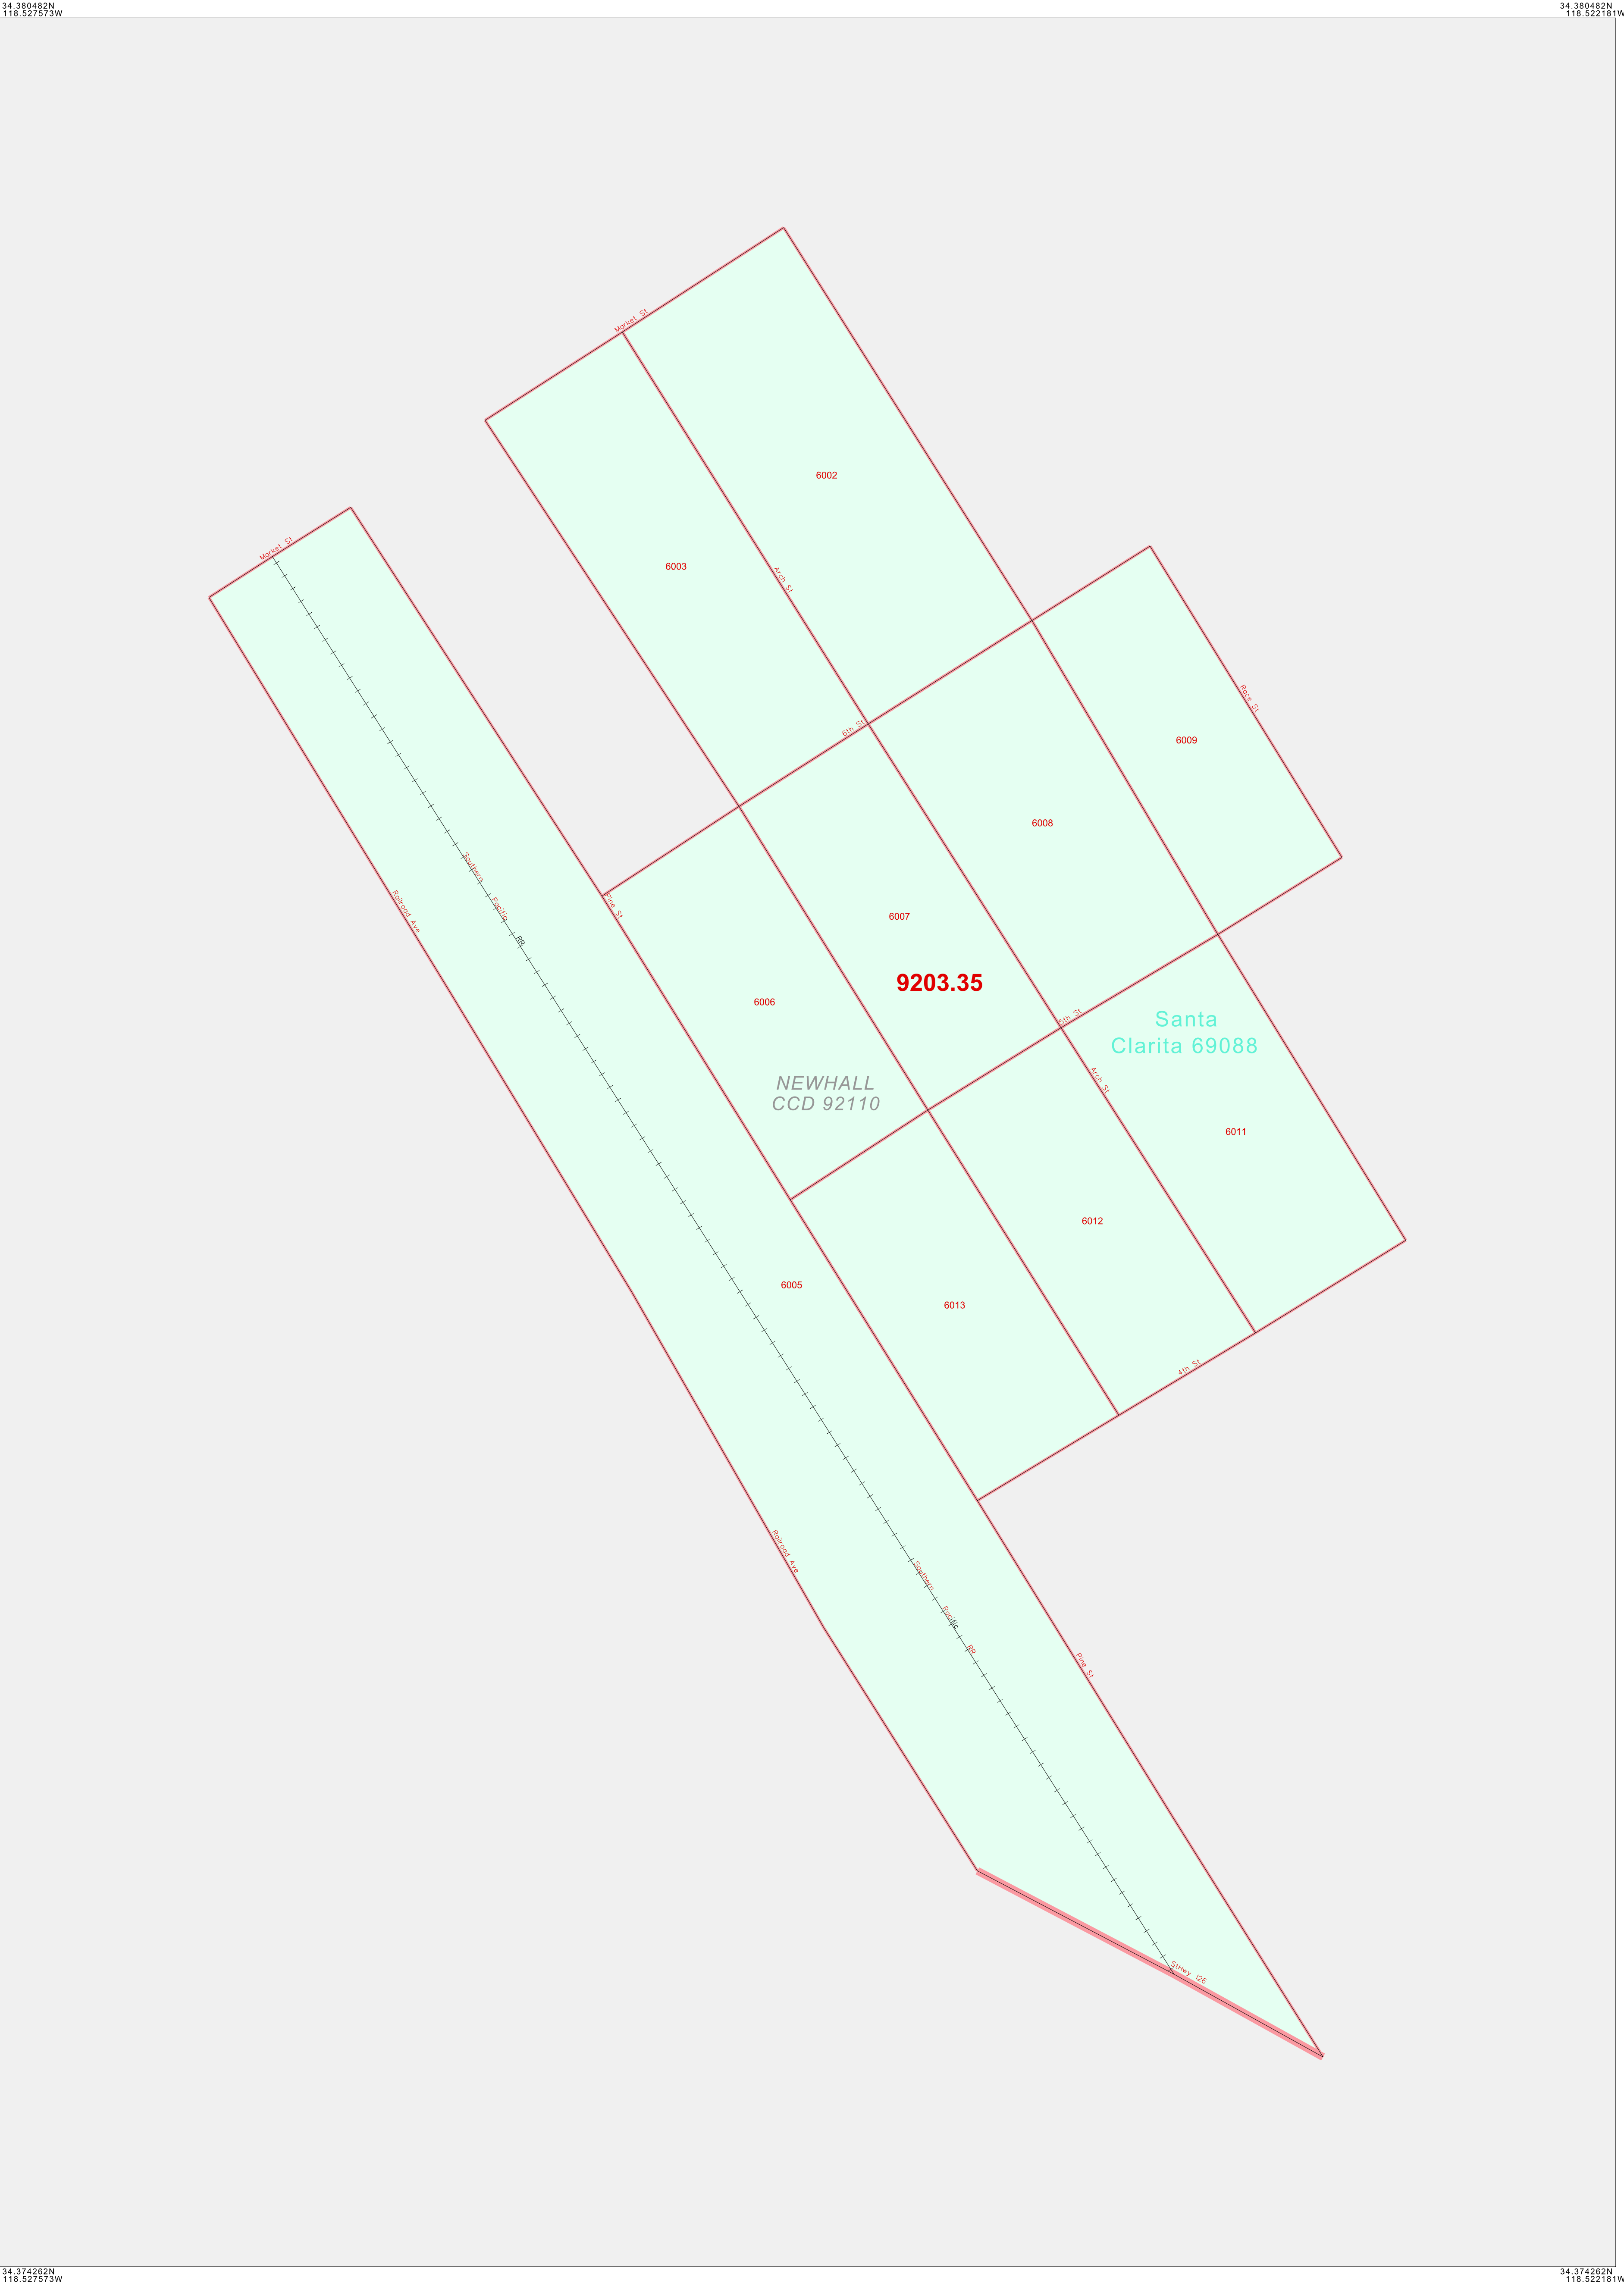 34.380482N
118.527573W
34.380482N
118.522181W
Market St
6002
Market St
6003
Arch St
Race St
6th St
6009
6008
Southern Pacific RR
Railroad Ave
Pine St
6007
9203.35
6006
5th St
Santa
Clarita 69088
NEWHALL
CCD 92110
Arch St
6011
6012
6005
6013
4th St
Railroad Ave
Southern Pacific RR
Pine St
StHwy 126
34.374262N
118.527573W
34.374262N
118.522181W